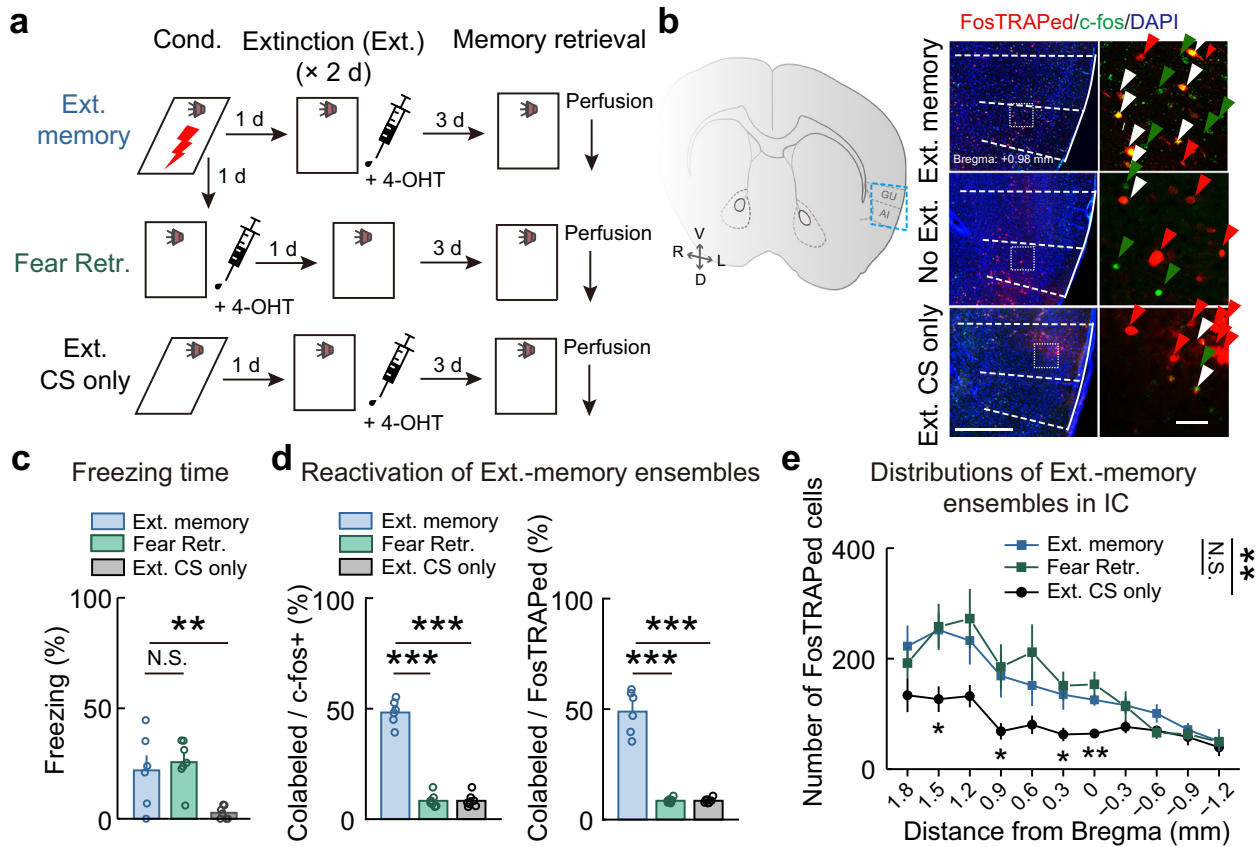 a
Cond.
Extinction (Ext.)
(× 2 d)
Memory retrieval
Ext.
memory
1 d
+ 4-OHT
3 d
Perfusion
1 d
Fear Retr.
+ 4-OHT
1 d
3 d
Perfusion
Ext.
CS only
1 d
+ 4-OHT
3 d
Perfusion
b
FosTRAPed/c-fos/DAPI
GU
AI
V
R
L
D
Ext. memory
Bregma: +0.98 mm
No Ext.
Ext. CS only
c
Freezing time
Ext. memory
Fear Retr.
Ext. CS only
Freezing (%)
100
50
0
**
N.S.
d
Reactivation of Ext.-memory ensembles
Ext. memory
Fear Retr.
Ext. CS only
Colabeled / c-fos+ (%)
100
50
0
***
***
Colabeled / FosTRAPed (%)
100
50
0
***
***
e
Distributions of Ext.-memory
ensembles in IC
Number of FosTRAPed cells
400
200
0
Ext. memory
Fear Retr.
Ext. CS only
N.S.
**
*
*
*
**
1.8 1.5 1.2 0.9 0.6 0.3 0 −0.3 −0.6 −0.9 −1.2
Distance from Bregma (mm)